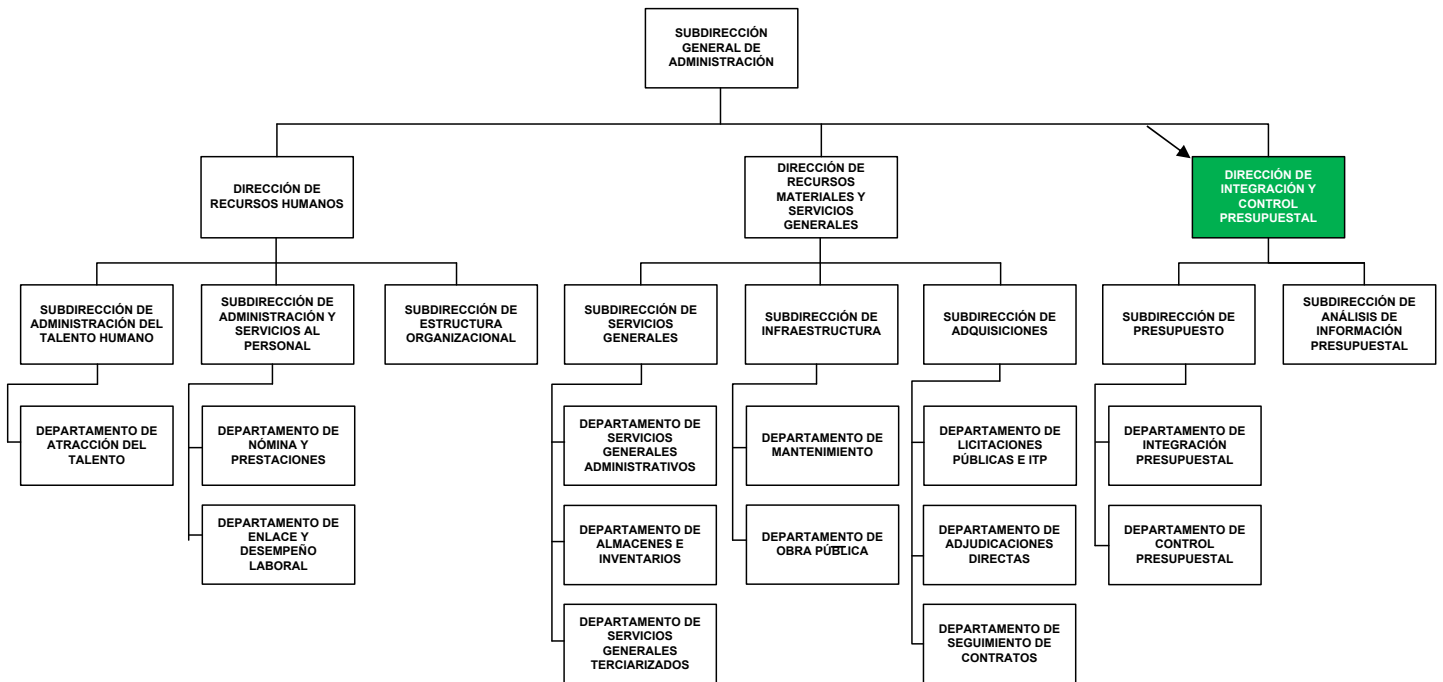 SUBDIRECCIÓN
GENERAL DE
ADMINISTRACIÓN
DIRECCIÓN DE
RECURSOS HUMANOS
DIRECCIÓN DE
RECURSOS
MATERIALES Y
SERVICIOS
GENERALES
DIRECCIÓN DE
INTEGRACIÓN Y
CONTROL
PRESUPUESTAL
SUBDIRECCIÓN DE
ADMINISTRACIÓN DEL
TALENTO HUMANO
SUBDIRECCIÓN DE
ADMINISTRACIÓN Y
SERVICIOS AL
PERSONAL
SUBDIRECCIÓN DE
ESTRUCTURA
ORGANIZACIONAL
SUBDIRECCIÓN DE
SERVICIOS
GENERALES
SUBDIRECCIÓN DE
INFRAESTRUCTURA
SUBDIRECCIÓN DE
ADQUISICIONES
SUBDIRECCIÓN DE
PRESUPUESTO
SUBDIRECCIÓN DE
ANÁLISIS DE
INFORMACIÓN
PRESUPUESTAL
DEPARTAMENTO DE
ATRACCIÓN DEL
TALENTO
DEPARTAMENTO DE
NÓMINA Y
PRESTACIONES
DEPARTAMENTO DE
SERVICIOS
GENERALES
ADMINISTRATIVOS
DEPARTAMENTO DE
MANTENIMIENTO
DEPARTAMENTO DE
LICITACIONES
PÚBLICAS E ITP
DEPARTAMENTO DE
INTEGRACIÓN
PRESUPUESTAL
DEPARTAMENTO DE
ENLACE Y
DESEMPEÑO
LABORAL
DEPARTAMENTO DE
ALMACENES E
INVENTARIOS
DEPARTAMENTO DE
OBRA PÚBLICA
DEPARTAMENTO DE
ADJUDICACIONES
DIRECTAS
DEPARTAMENTO DE
CONTROL
PRESUPUESTAL
DEPARTAMENTO DE
SERVICIOS
GENERALES
TERCIARIZADOS
DEPARTAMENTO DE
SEGUIMIENTO DE
CONTRATOS